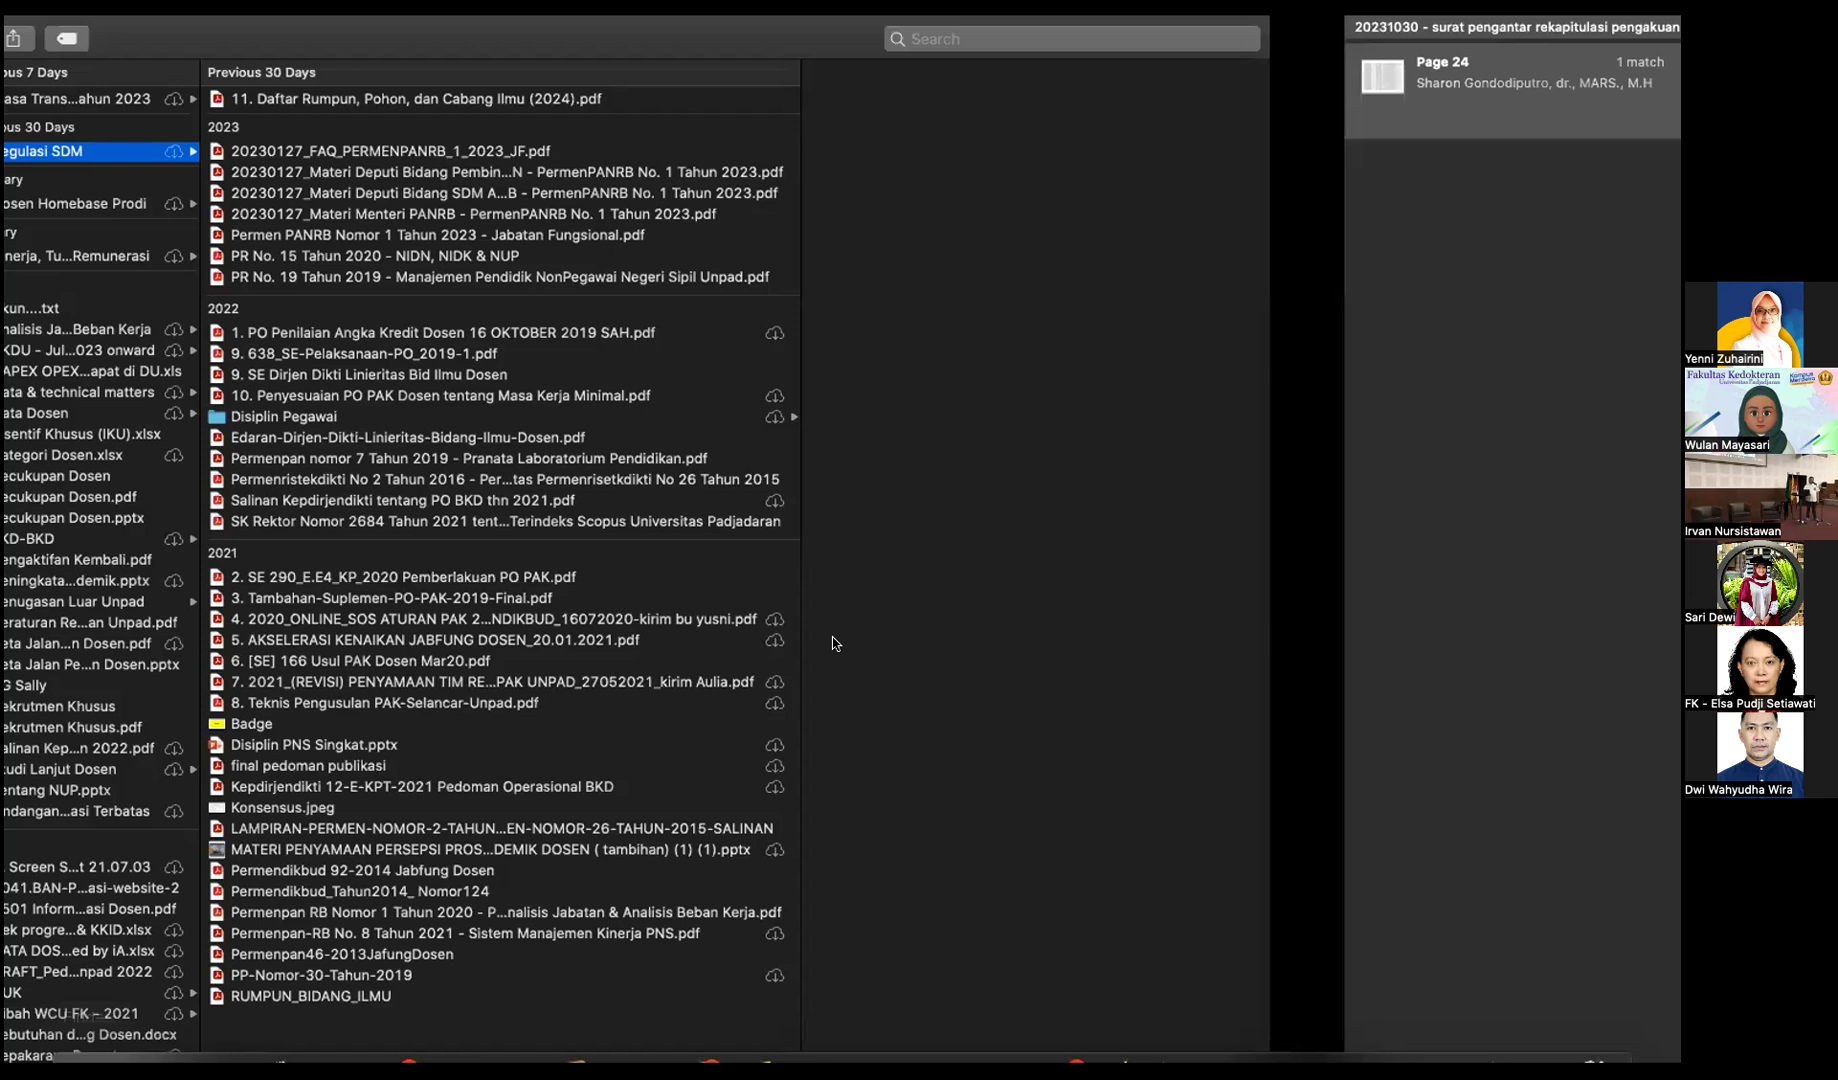 Search
20231030 - surat pengantar rekapitulasi pengakuan
Page 24
1 match
Sharon Gondodiputro, dr., MARS., M.H
ous 7 Days
asa Trans...ahun 2023
ous 30 Days
egulasi SDM
ary
osen Homebase Prodi
ry
nerja, Tu...Remunerasi
kun....txt
nalisis Ja...Beban Kerja
KDU - Jul...023 onward
APEX OPEX...apat di DU.xls
ata & technical matters
ata Dosen
sentif Khusus (IKU).xlsx
ategori Dosen.xlsx
ecukupan Dosen
ecukupan Dosen.pdf
ecukupan Dosen.pptx
KD-BKD
engaktifan Kembali.pdf
eningkata...demik.pptx
enugasan Luar Unpad
eraturan Re...an Unpad.pdf
eta Jalan...n Dosen.pdf
eta Jalan Pe...n Dosen.pptx
G Sally
ekrutmen Khusus
ekrutmen Khusus.pdf
alinan Kep...n 2022.pdf
tudi Lanjut Dosen
entang NUP.pptx
ndangan...asi Terbatas
Screen S...t 21.07.03
041.BAN-P...asi-website-2
501 Inform...asi Dosen.pdf
ek progre...& KKID.xlsx
ATA DOS...ed by iA.xlsx
RAFT_Ped...npad 2022
UK
ibah WCU FK - 2021
ebutuhan d...g Dosen.docx
epakara
Previous 30 Days
11. Daftar Rumpun, Pohon, dan Cabang Ilmu (2024).pdf
2023
20230127_FAQ_PERMENPANRB_1_2023_JF.pdf
20230127_Materi Deputi Bidang Pembin...N - PermenPANRB No. 1 Tahun 2023.pdf
20230127_Materi Deputi Bidang SDM A...B - PermenPANRB No. 1 Tahun 2023.pdf
20230127_Materi Menteri PANRB - PermenPANRB No. 1 Tahun 2023.pdf
Permen PANRB Nomor 1 Tahun 2023 - Jabatan Fungsional.pdf
PR No. 15 Tahun 2020 - NIDN, NIDK & NUP
PR No. 19 Tahun 2019 - Manajemen Pendidik NonPegawai Negeri Sipil Unpad.pdf
2022
1. PO Penilaian Angka Kredit Dosen 16 OKTOBER 2019 SAH.pdf
9. 638_SE-Pelaksanaan-PO_2019-1.pdf
9. SE Dirjen Dikti Linieritas Bid Ilmu Dosen
10. Penyesuaian PO PAK Dosen tentang Masa Kerja Minimal.pdf
Disiplin Pegawai
Edaran-Dirjen-Dikti-Linieritas-Bidang-Ilmu-Dosen.pdf
Permenpan nomor 7 Tahun 2019 - Pranata Laboratorium Pendidikan.pdf
Permenristekdikti No 2 Tahun 2016 - Per...tas Permenrisetkdikti No 26 Tahun 2015
Salinan Kepdirjendikti tentang PO BKD thn 2021.pdf
SK Rektor Nomor 2684 Tahun 2021 tent...Terindeks Scopus Universitas Padjadaran
2021
2. SE 290_E.E4_KP_2020 Pemberlakuan PO PAK.pdf
3. Tambahan-Suplemen-PO-PAK-2019-Final.pdf
4. 2020_ONLINE_SOS ATURAN PAK 2...NDIKBUD_16072020-kirim bu yusni.pdf
5. AKSELERASI KENAIKAN JABFUNG DOSEN_20.01.2021.pdf
6. [SE] 166 Usul PAK Dosen Mar20.pdf
7. 2021_(REVISI) PENYAMAAN TIM RE...PAK UNPAD_27052021_kirim Aulia.pdf
8. Teknis Pengusulan PAK-Selancar-Unpad.pdf
Badge
Disiplin PNS Singkat.pptx
final pedoman publikasi
Kepdirjendikti 12-E-KPT-2021 Pedoman Operasional BKD
Konsensus.jpeg
LAMPIRAN-PERMEN-NOMOR-2-TAHUN...EN-NOMOR-26-TAHUN-2015-SALINAN
MATERI PENYAMAAN PERSEPSI PROS...DEMIK DOSEN ( tambihan) (1) (1).pptx
Permendikbud 92-2014 Jabfung Dosen
Permendikbud_Tahun2014_ Nomor124
Permenpan RB Nomor 1 Tahun 2020 - P...nalisis Jabatan & Analisis Beban Kerja.pdf
Permenpan-RB No. 8 Tahun 2021 - Sistem Manajemen Kinerja PNS.pdf
Permenpan46-2013JafungDosen
PP-Nomor-30-Tahun-2019
RUMPUN_BIDANG_ILMU
Yenni Zuhairini
Fakultas Kedokteran
Universitas Padjadjaran
Kampus Merdeka
Wulan Mayasari
Irvan Nursistawan
Sari Dewi
FK - Elsa Pudji Setiawati
Dwi Wahyudha Wira